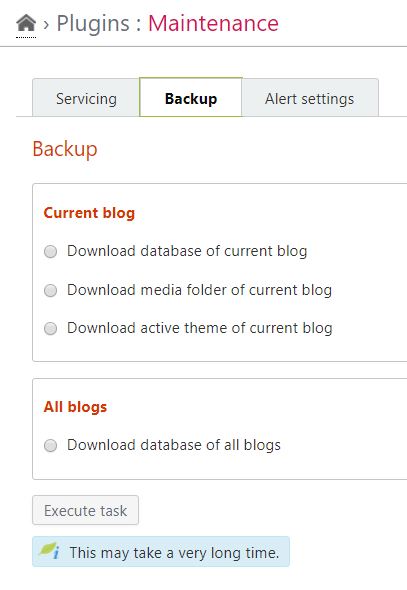 › Plugins : Maintenance
Servicing Backup Alert settings
Backup
Current blog
Download database of current blog
Download media folder of current blog
Download active theme of current blog
All blogs
Download database of all blogs
Execute task
This may take a very long time.